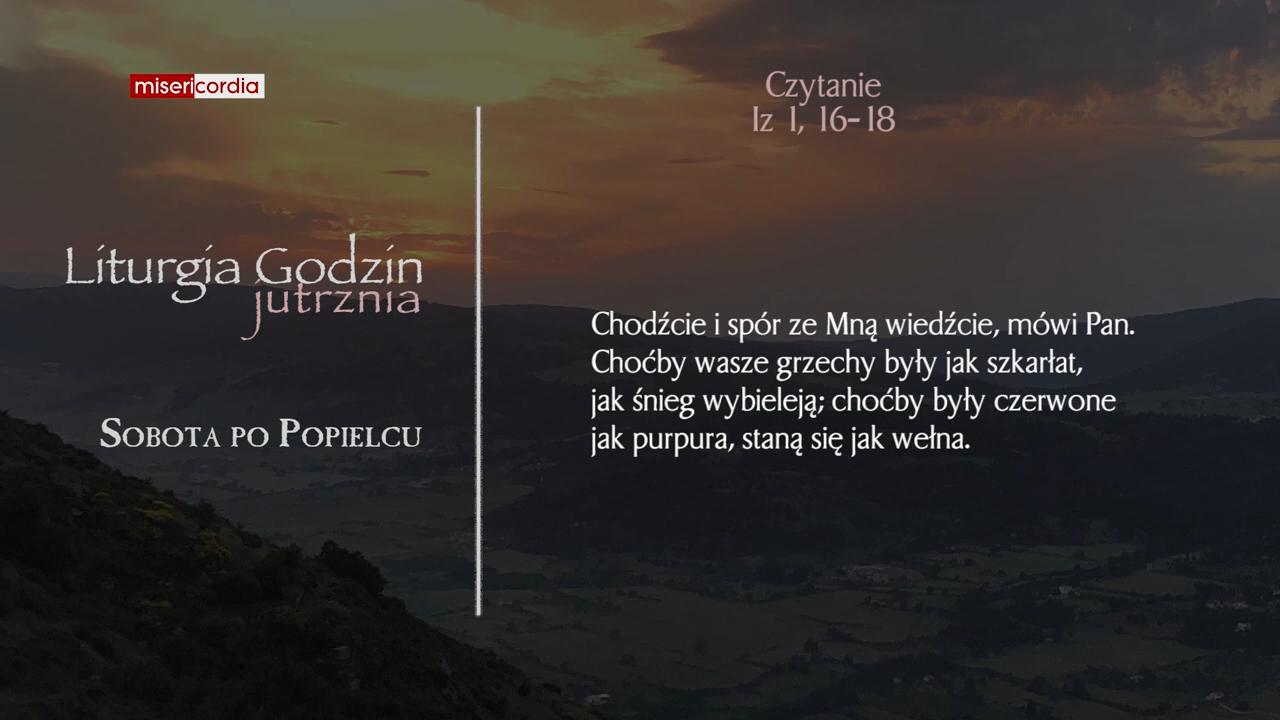 misericordia
Liturgia Godzin
jutrznia
Sobota po Popielcu
Czytanie
Iz 1, 16-18
Chodźcie i spór ze Mną wiedźcie, mówi Pan.
Choćby wasze grzechy były jak szkarłat,
jak śnieg wybieleją; choćby były czerwone
jak purpura, staną się jak wełna.